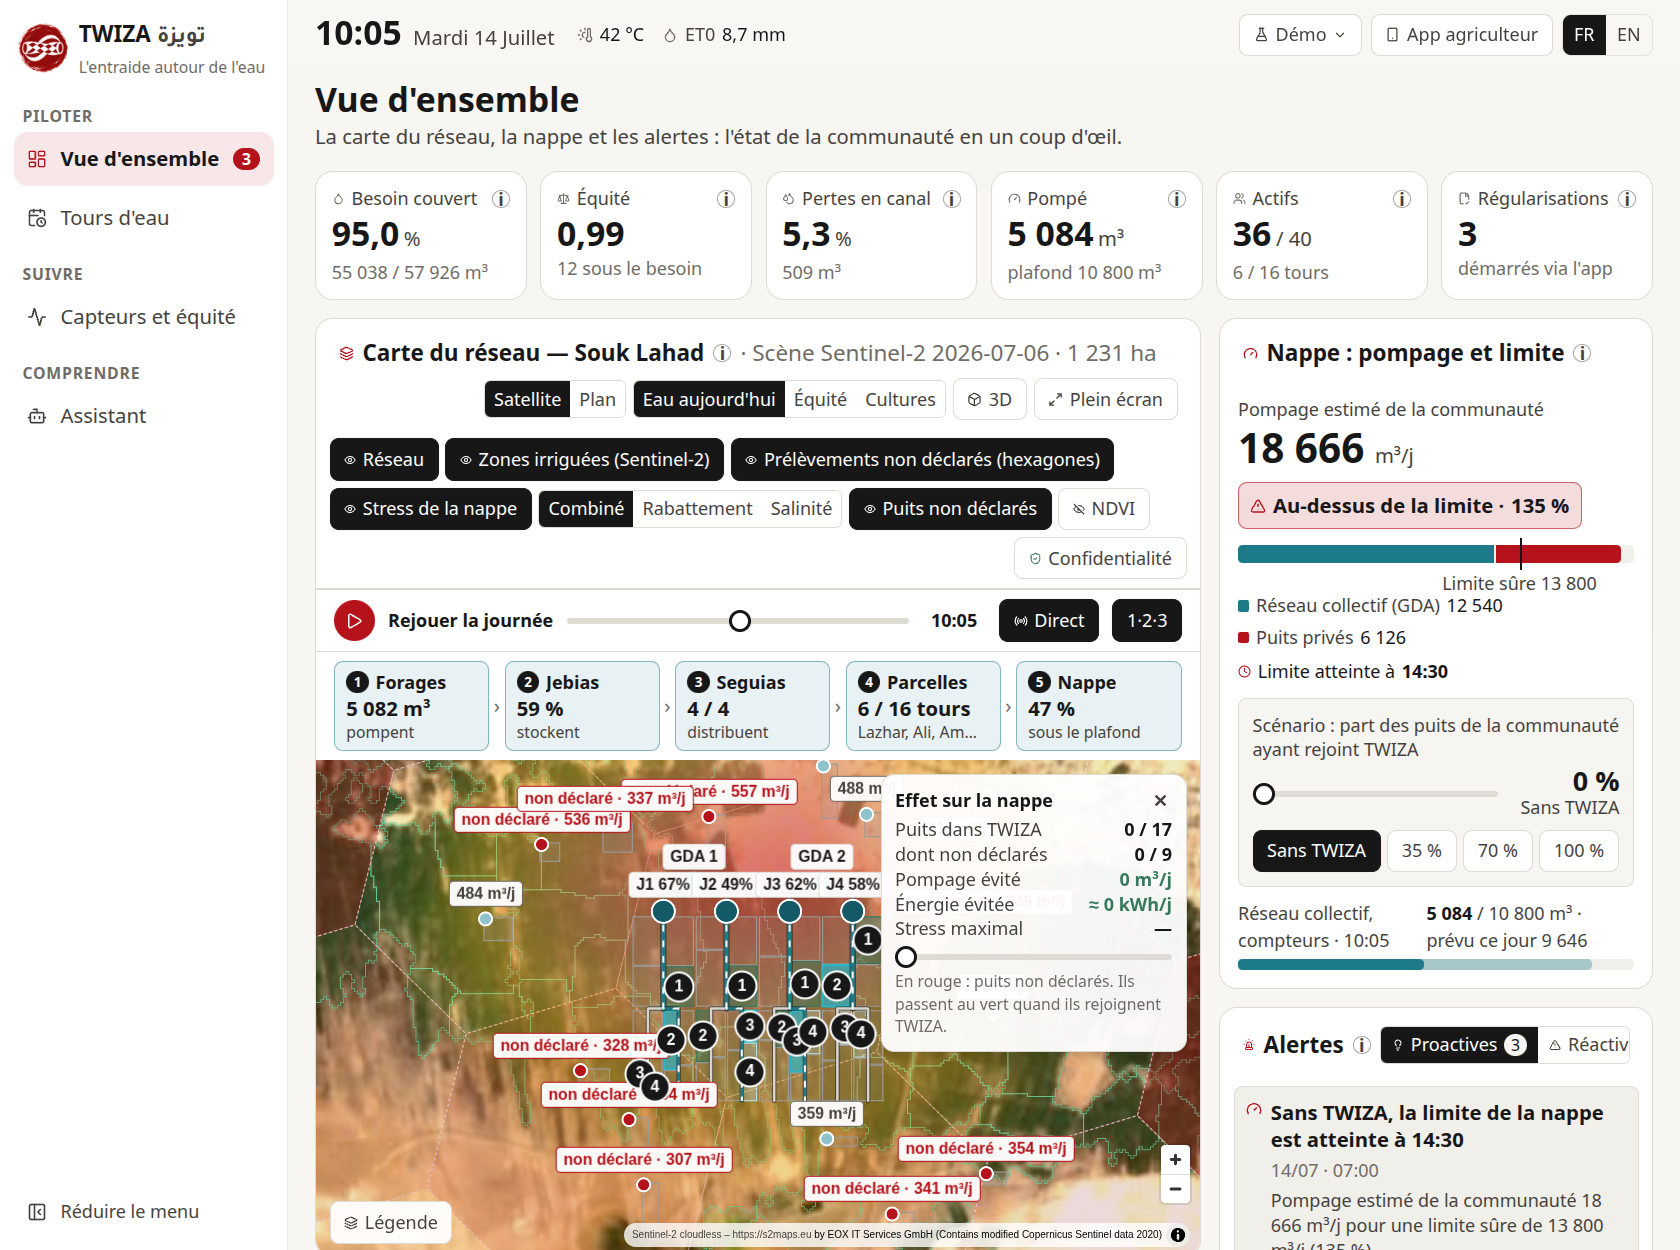 TWIZA تويزة
L'entraide autour de l'eau
PILOTER
Vue d'ensemble 3
Tours d'eau
SUIVRE
Capteurs et équité
COMPRENDRE
Assistant
Réduire le menu
10:05 Mardi 14 Juillet 42 °C ET0 8,7 mm
Démo App agriculteur FR EN
Vue d'ensemble
La carte du réseau, la nappe et les alertes : l'état de la communauté en un coup d'œil.
Besoin couvert
95,0 %
55 038 / 57 926 m³
Équité
0,99
12 sous le besoin
Pertes en canal
5,3 %
509 m³
Pompé
5 084 m³
plafond 10 800 m³
Actifs
36 / 40
6 / 16 tours
Régularisations
3
démarrés via l'app
Carte du réseau — Souk Lahad · Scène Sentinel-2 2026-07-06 · 1 231 ha
Satellite Plan Eau aujourd'hui Équité Cultures 3D Plein écran
Réseau Zones irriguées (Sentinel-2) Prélèvements non déclarés (hexagones)
Stress de la nappe Combiné Rabattement Salinité Puits non déclarés NDVI
Confidentialité
Rejouer la journée 10:05 Direct 1·2·3
1 Forages
5 082 m³
pompent
2 Jebias
59 %
stockent
3 Seguias
4 / 4
distribuent
4 Parcelles
6 / 16 tours
Lazhar, Ali, Am...
5 Nappe
47 %
sous le plafond
non déclaré · 337 m³/j
557 m³/j
488
non déclaré · 536 m³/j
GDA 1 GDA 2
484 m³/j
J1 67% J2 49% J3 62% J4 58%
1
1 1 1 2
3 2 4 3 4
2 2 3
non déclaré · 328 m³/j
3 4 4
non déclaré
359 m³/j
non déclaré · 307 m³/j
non déclaré · 354 m³/j
non déclaré · 341 m³/j
Effet sur la nappe
Puits dans TWIZA 0 / 17
dont non déclarés 0 / 9
Pompage évité 0 m³/j
Énergie évitée ≈ 0 kWh/j
Stress maximal —
En rouge : puits non déclarés. Ils
passent au vert quand ils rejoignent
TWIZA.
Légende
Sentinel-2 cloudless – https://s2maps.eu by EOX IT Services GmbH (Contains modified Copernicus Sentinel data 2020)
Nappe : pompage et limite
Pompage estimé de la communauté
18 666 m³/j
Au-dessus de la limite · 135 %
Limite sûre 13 800
Réseau collectif (GDA) 12 540
Puits privés 6 126
Limite atteinte à 14:30
Scénario : part des puits de la communauté
ayant rejoint TWIZA
0 %
Sans TWIZA
Sans TWIZA 35 % 70 % 100 %
Réseau collectif,
compteurs · 10:05
5 084 / 10 800 m³ ·
prévu ce jour 9 646
Alertes Proactives 3 Réactiv
Sans TWIZA, la limite de la nappe
est atteinte à 14:30
14/07 · 07:00
Pompage estimé de la communauté 18
666 m³/j pour une limite sûre de 13 800
m³/j (135 %)